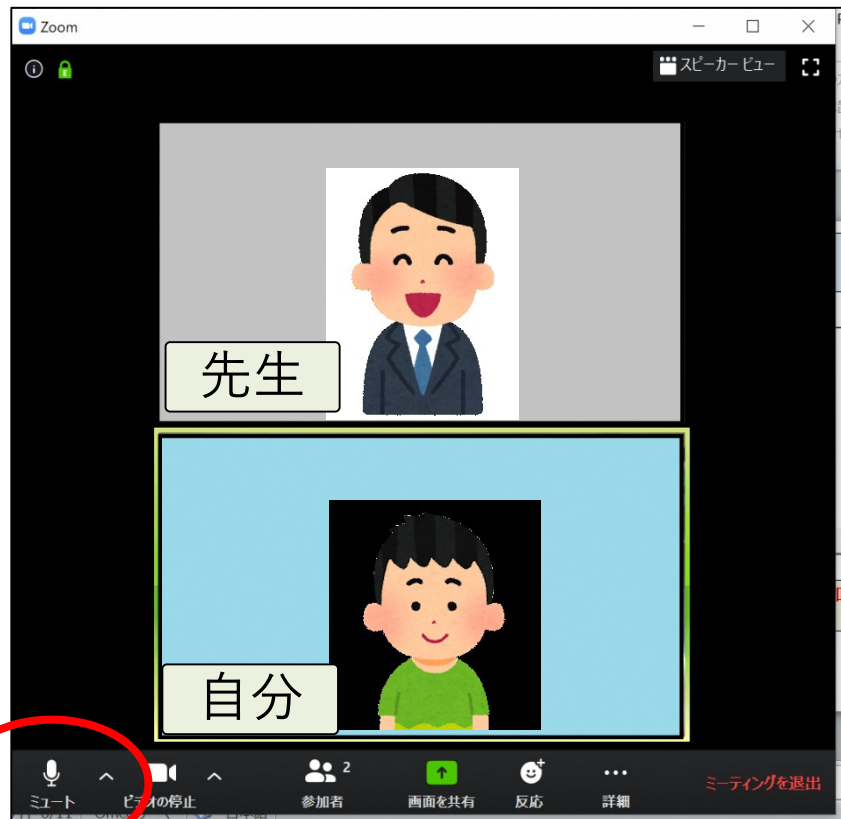 Zoom
スピーカー ビュー
先生
自分
2
ミュート
ビデオの停止
参加者
画面を共有
反応
詳細
ミーティングを退出